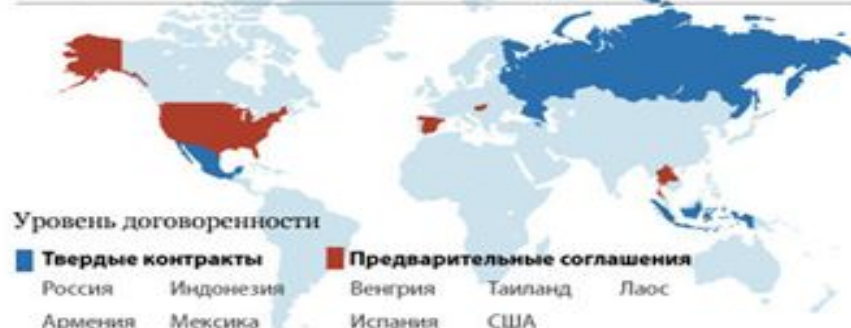 Уровень договоренности
Твердые контракты
Россия Индонезия
Армения Мексика
Предварительные соглашения
Венгрия Таиланд Лаос
Испания США